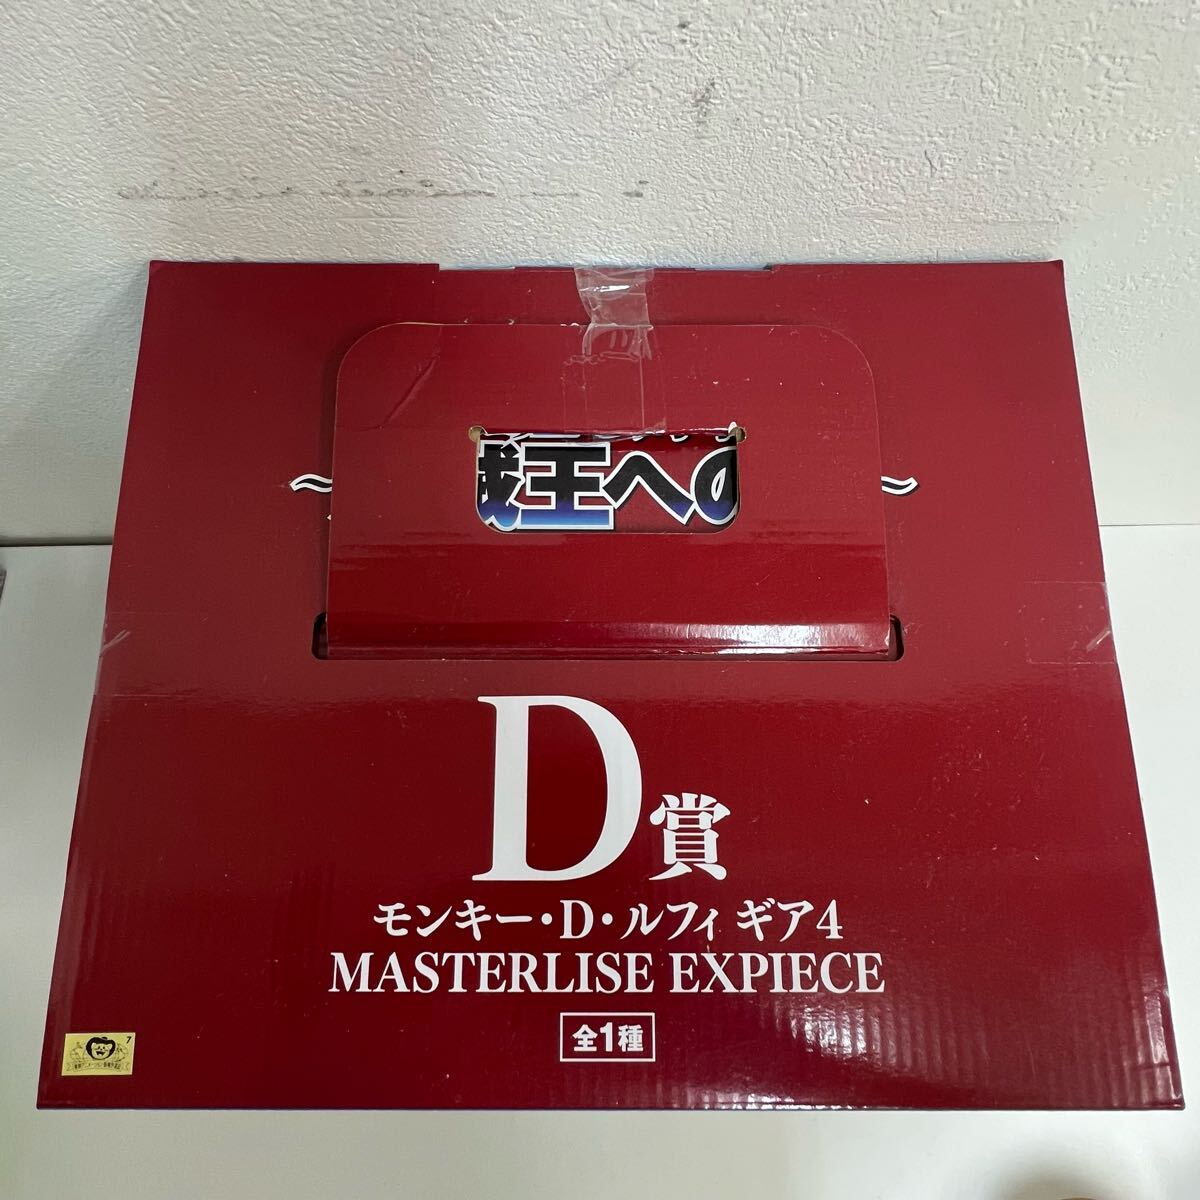 王への
D賞
モンキー・D・ルフィ ギア4
MASTERLISE EXPIECE
全1種
7